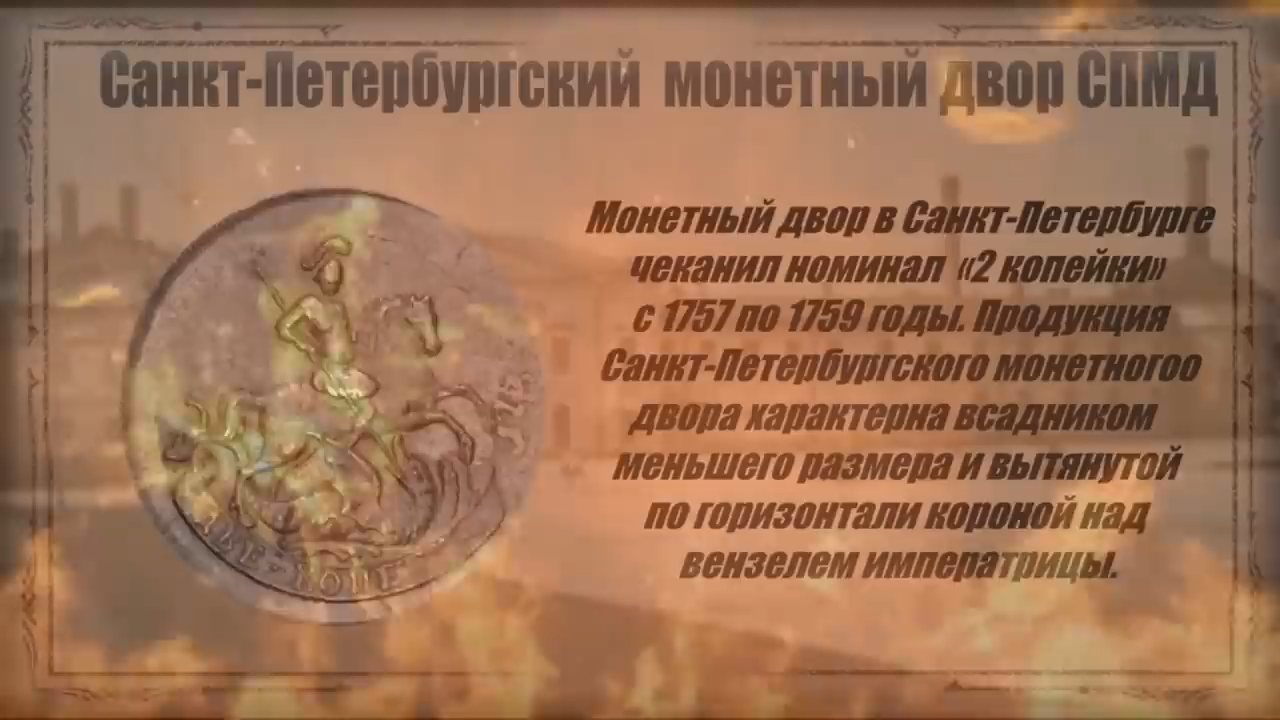 Санкт-Петербургский монетный двор СПМД
Монетный двор в Санкт-Петербурге
чеканил номинал «2 копейки»
с 1757 по 1759 годы. Продукция
Санкт-Петербургского монетногоо
двора характерна всадником
меньшего размера и вытянутой
по горизонтали короной над
вензелем императрицы.